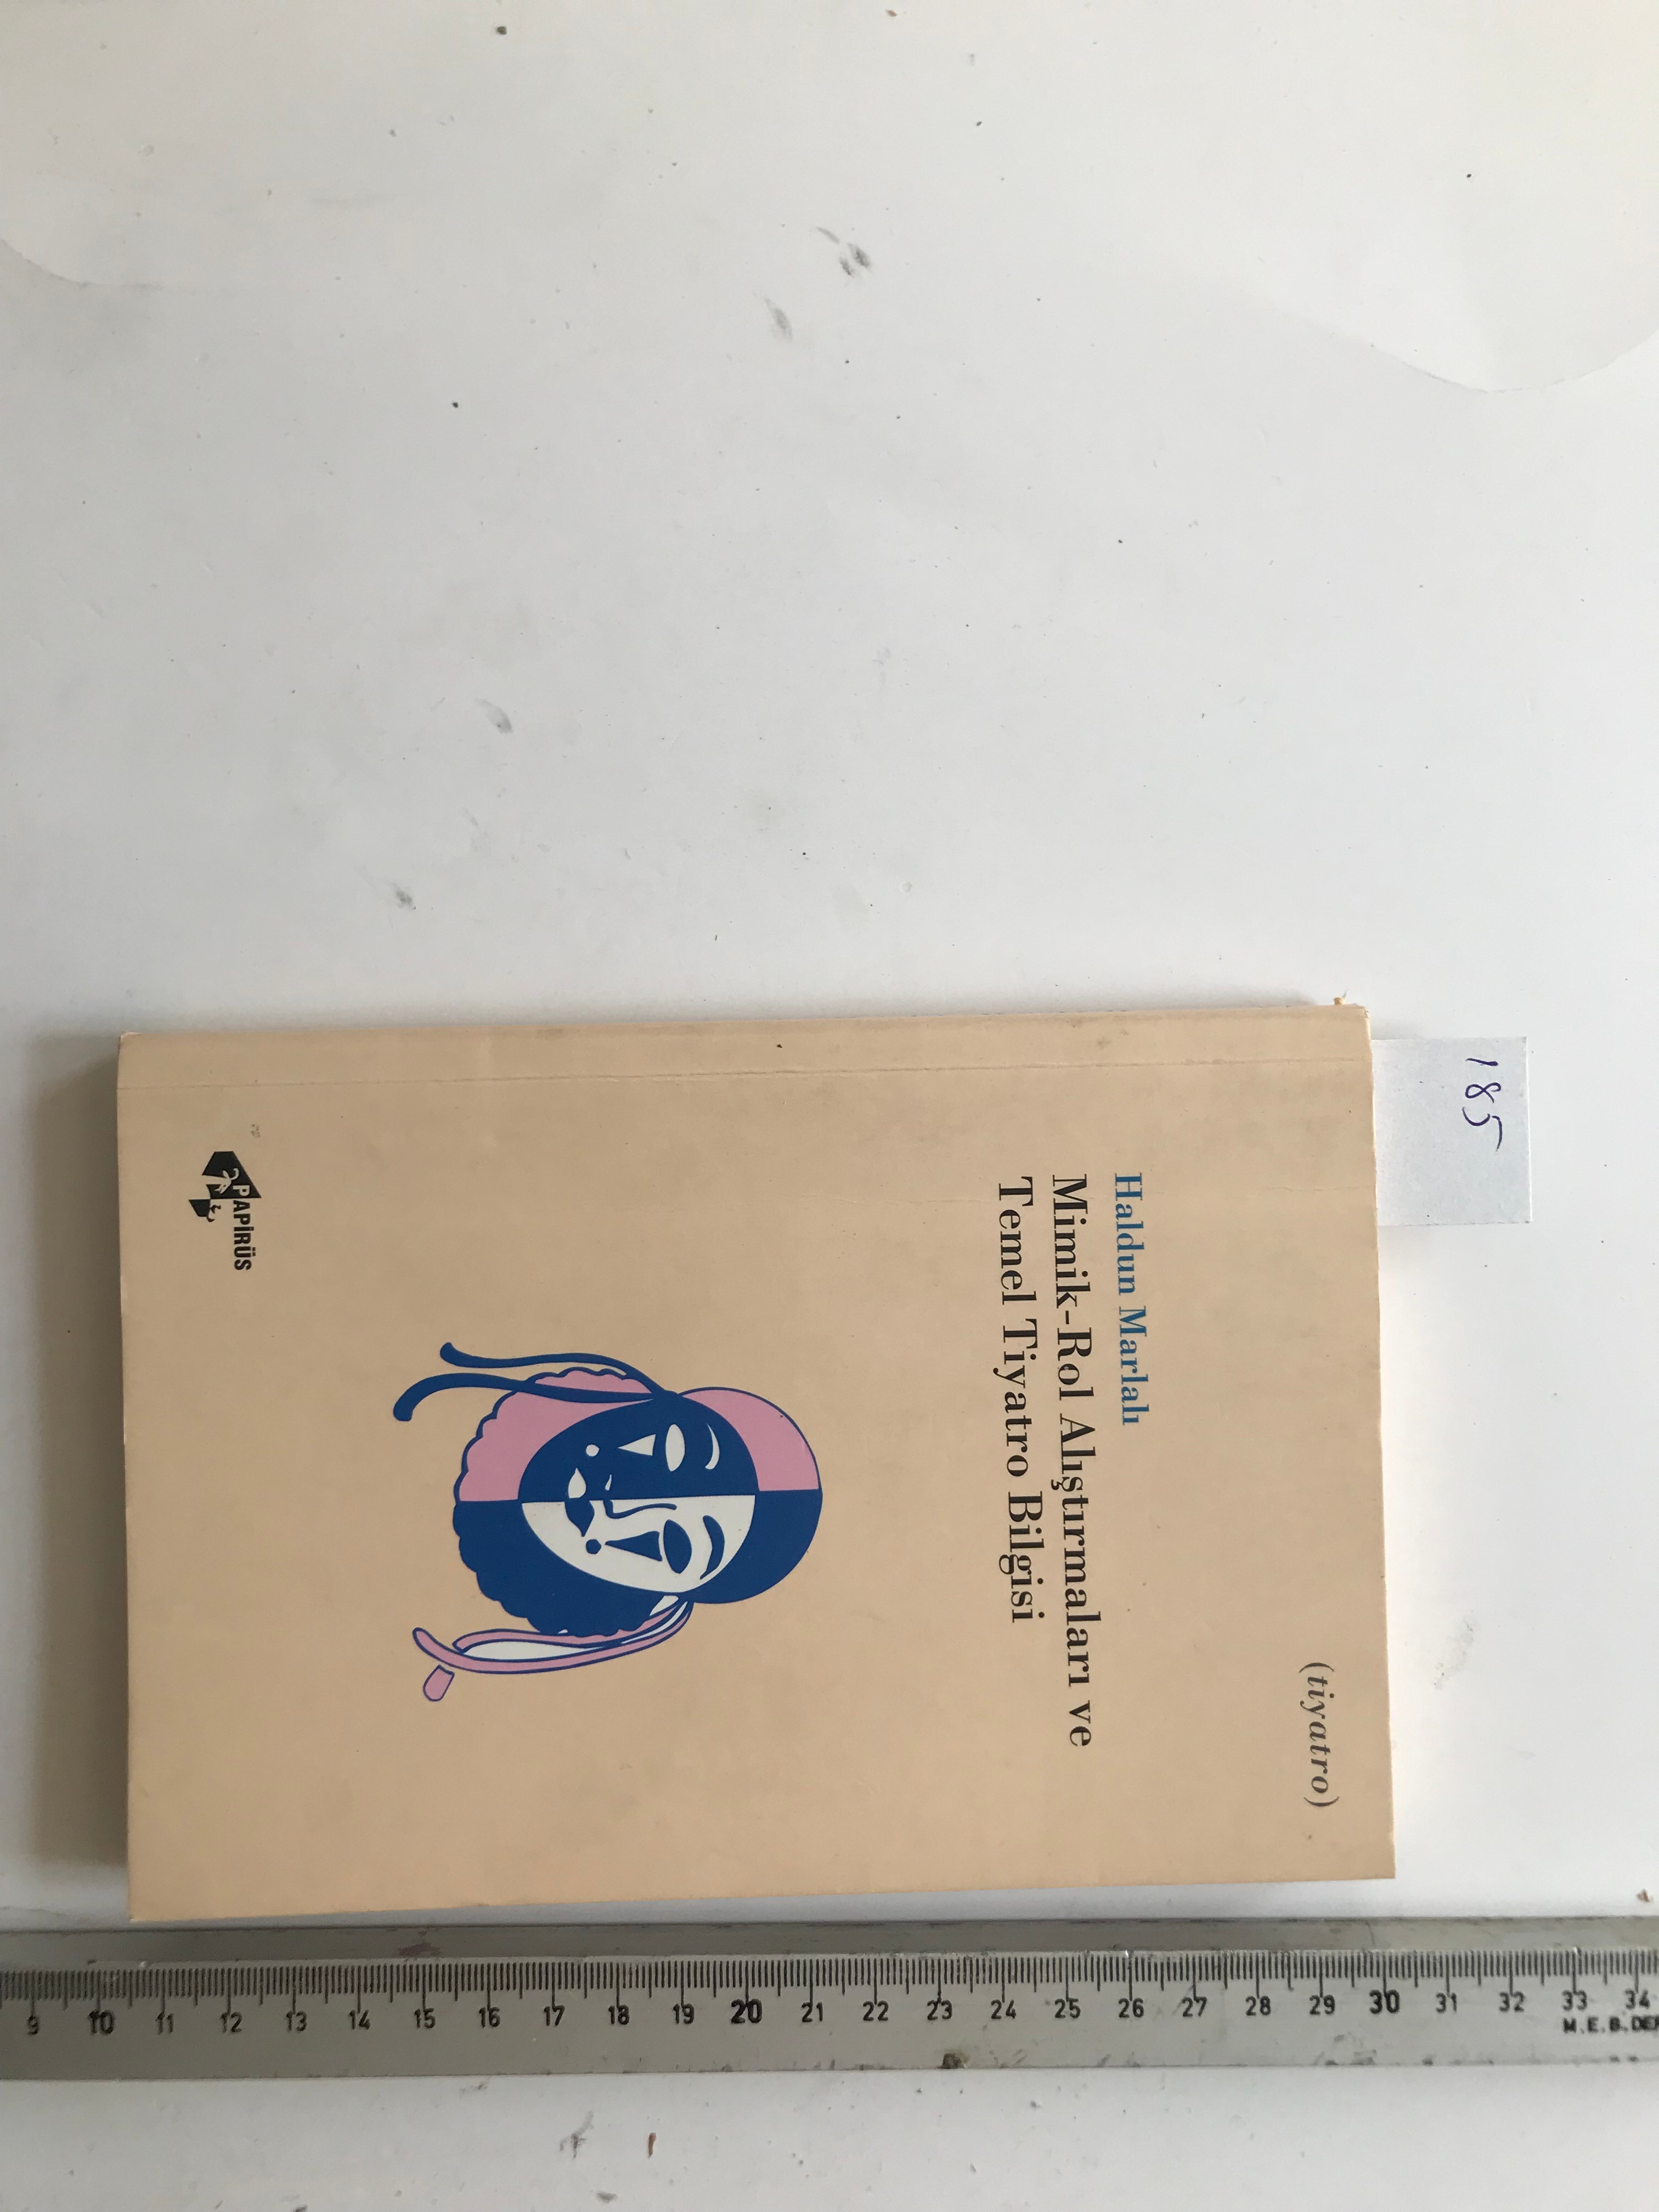 185
(tiyatro)
Haldun Marlalı
Mimik-Rol Alıştırmaları ve
Temel Tiyatro Bilgisi
PAPİRÜS
9 10 11 12 13 14 15 16 17 18 19 20 21 22 23 24 25 26 27 28 29 30 31 32 33 34
M.E.B.DER